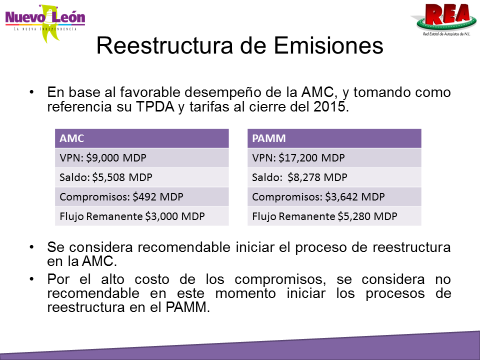 Nuevo León
REA
Red Estatal de Autopistas de N.L.
Reestructura de Emisiones
• En base al favorable desempeño de la AMC, y tomando como
referencia su TPDA y tarifas al cierre del 2015.
AMC
VPN: $9,000 MDP
Saldo: $5,508 MDP
Compromisos: $492 MDP
Flujo Remanente $3,000 MDP
PAMM
VPN: $17,200 MDP
Saldo: $8,278 MDP
Compromisos: $3,642 MDP
Flujo Remanente $5,280 MDP
• Se considera recomendable iniciar el proceso de reestructura
en la AMC.
• Por el alto costo de los compromisos, se considera no
recomendable en este momento iniciar los procesos de
reestructura en el PAMM.